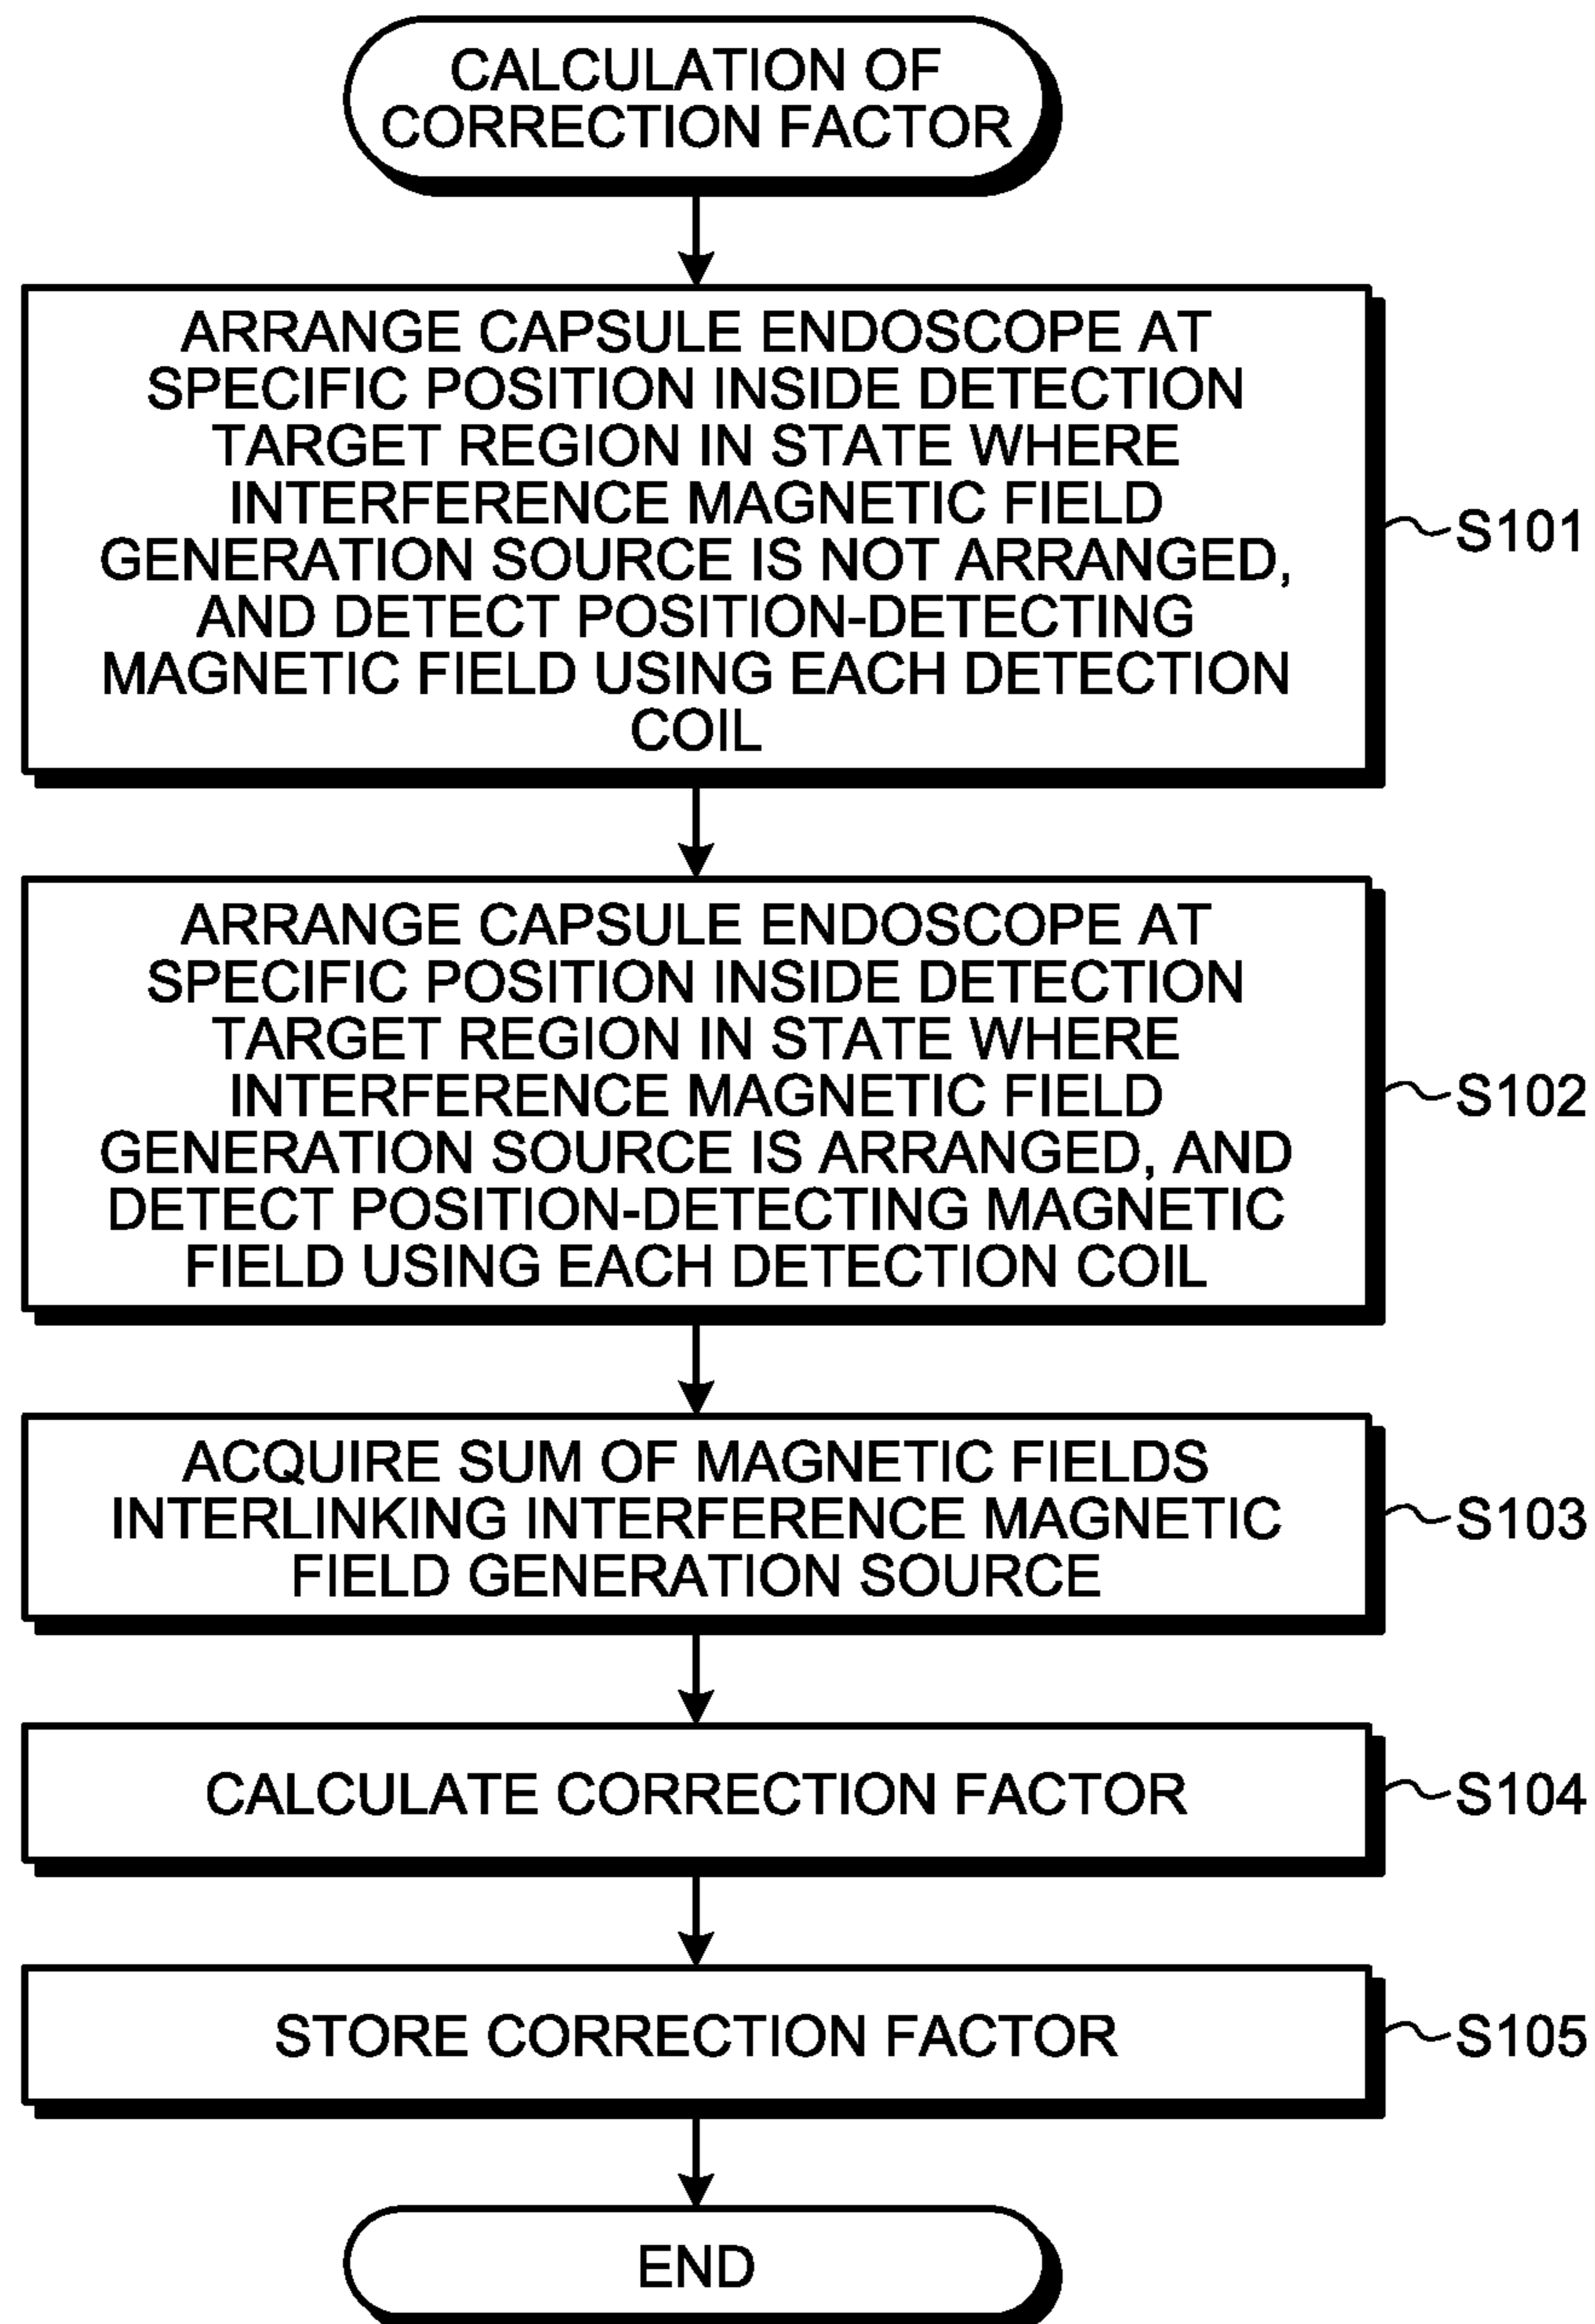 CALCULATION OF
CORRECTION FACTOR
ARRANGE CAPSULE ENDOSCOPE AT
SPECIFIC POSITION INSIDE DETECTION
TARGET REGION IN STATE WHERE
INTERFERENCE MAGNETIC FIELD
GENERATION SOURCE IS NOT ARRANGED,
AND DETECT POSITION-DETECTING
MAGNETIC FIELD USING EACH DETECTION
COIL
S101
ARRANGE CAPSULE ENDOSCOPE AT
SPECIFIC POSITION INSIDE DETECTION
TARGET REGION IN STATE WHERE
INTERFERENCE MAGNETIC FIELD
GENERATION SOURCE IS ARRANGED, AND
DETECT POSITION-DETECTING MAGNETIC
FIELD USING EACH DETECTION COIL
S102
ACQUIRE SUM OF MAGNETIC FIELDS
INTERLINKING INTERFERENCE MAGNETIC
FIELD GENERATION SOURCE
S103
CALCULATE CORRECTION FACTOR
S104
STORE CORRECTION FACTOR
S105
END